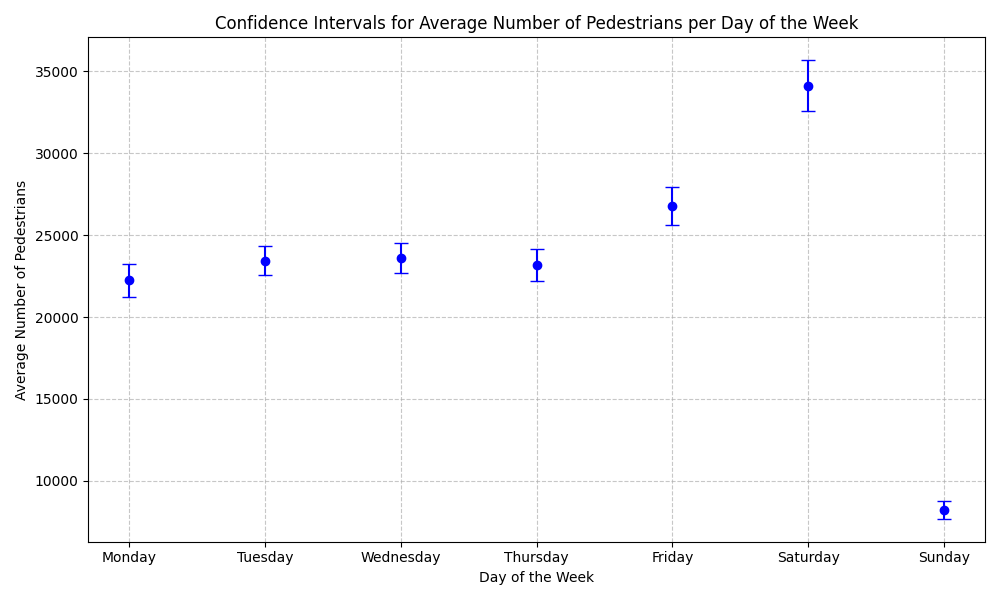 Confidence Intervals for Average Number of Pedestrians per Day of the Week
Average Number of Pedestrians
35000
30000
25000
20000
15000
10000
Monday Tuesday Wednesday Thursday Friday Saturday Sunday
Day of the Week